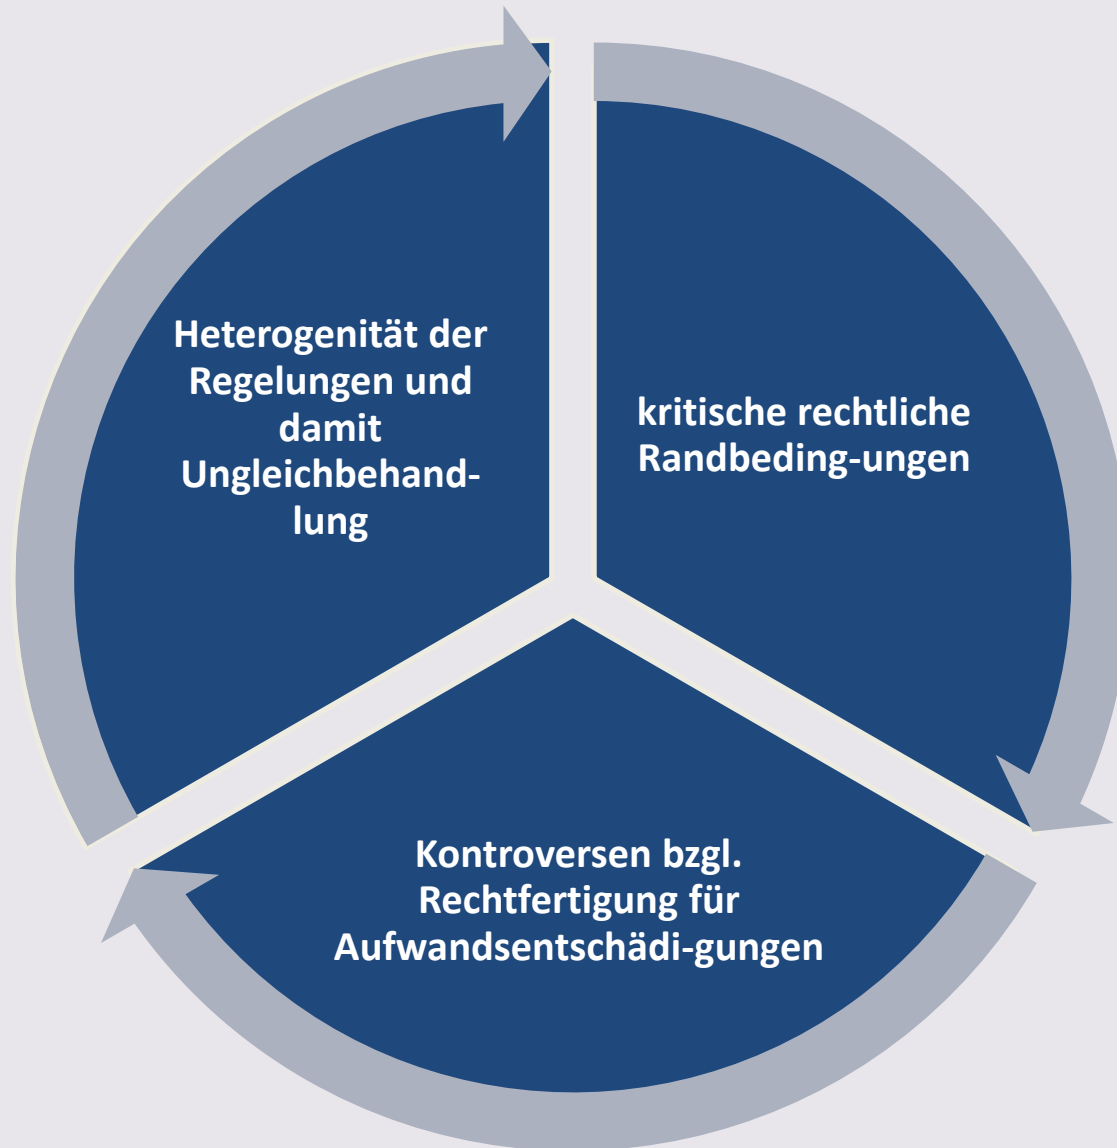 Heterogenität der
Regelungen und
damit
Ungleichbehand-
lung
kritische rechtliche
Randbeding-ungen
Kontroversen bzgl.
Rechtfertigung für
Aufwandsentschädi-gungen